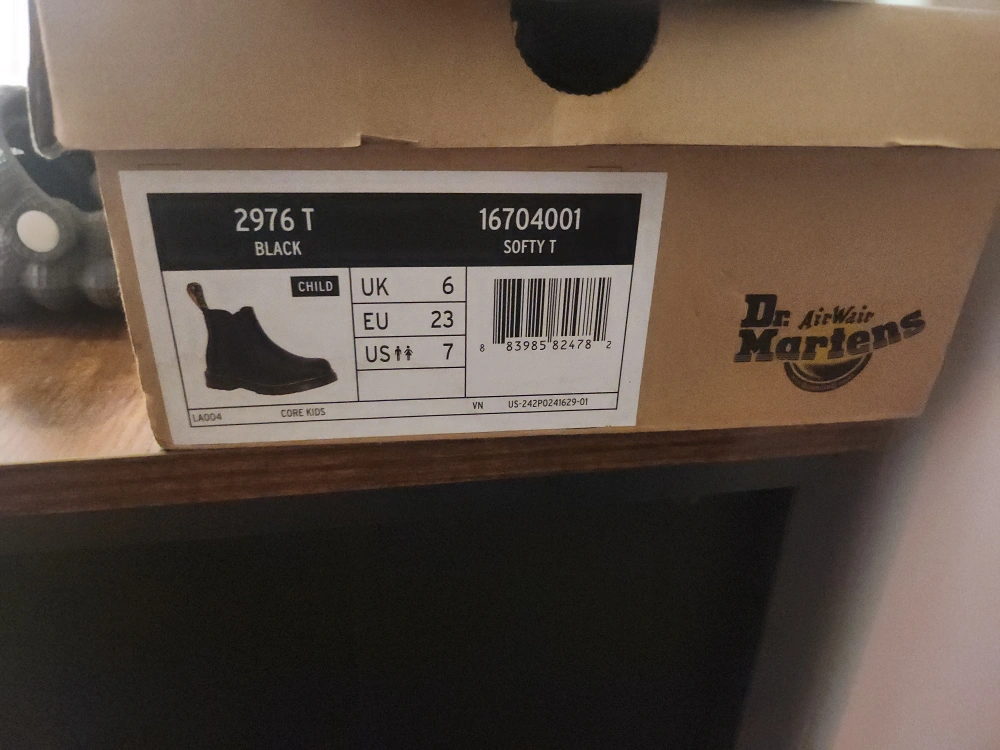 2976 T
BLACK
16704001
SOFTY T
CHILD
UK 6
EU 23
US 7
8 83985 82478 2
LA004
CORE KIDS
VN US-242P0241629-01
Dr. AirWair
Martens